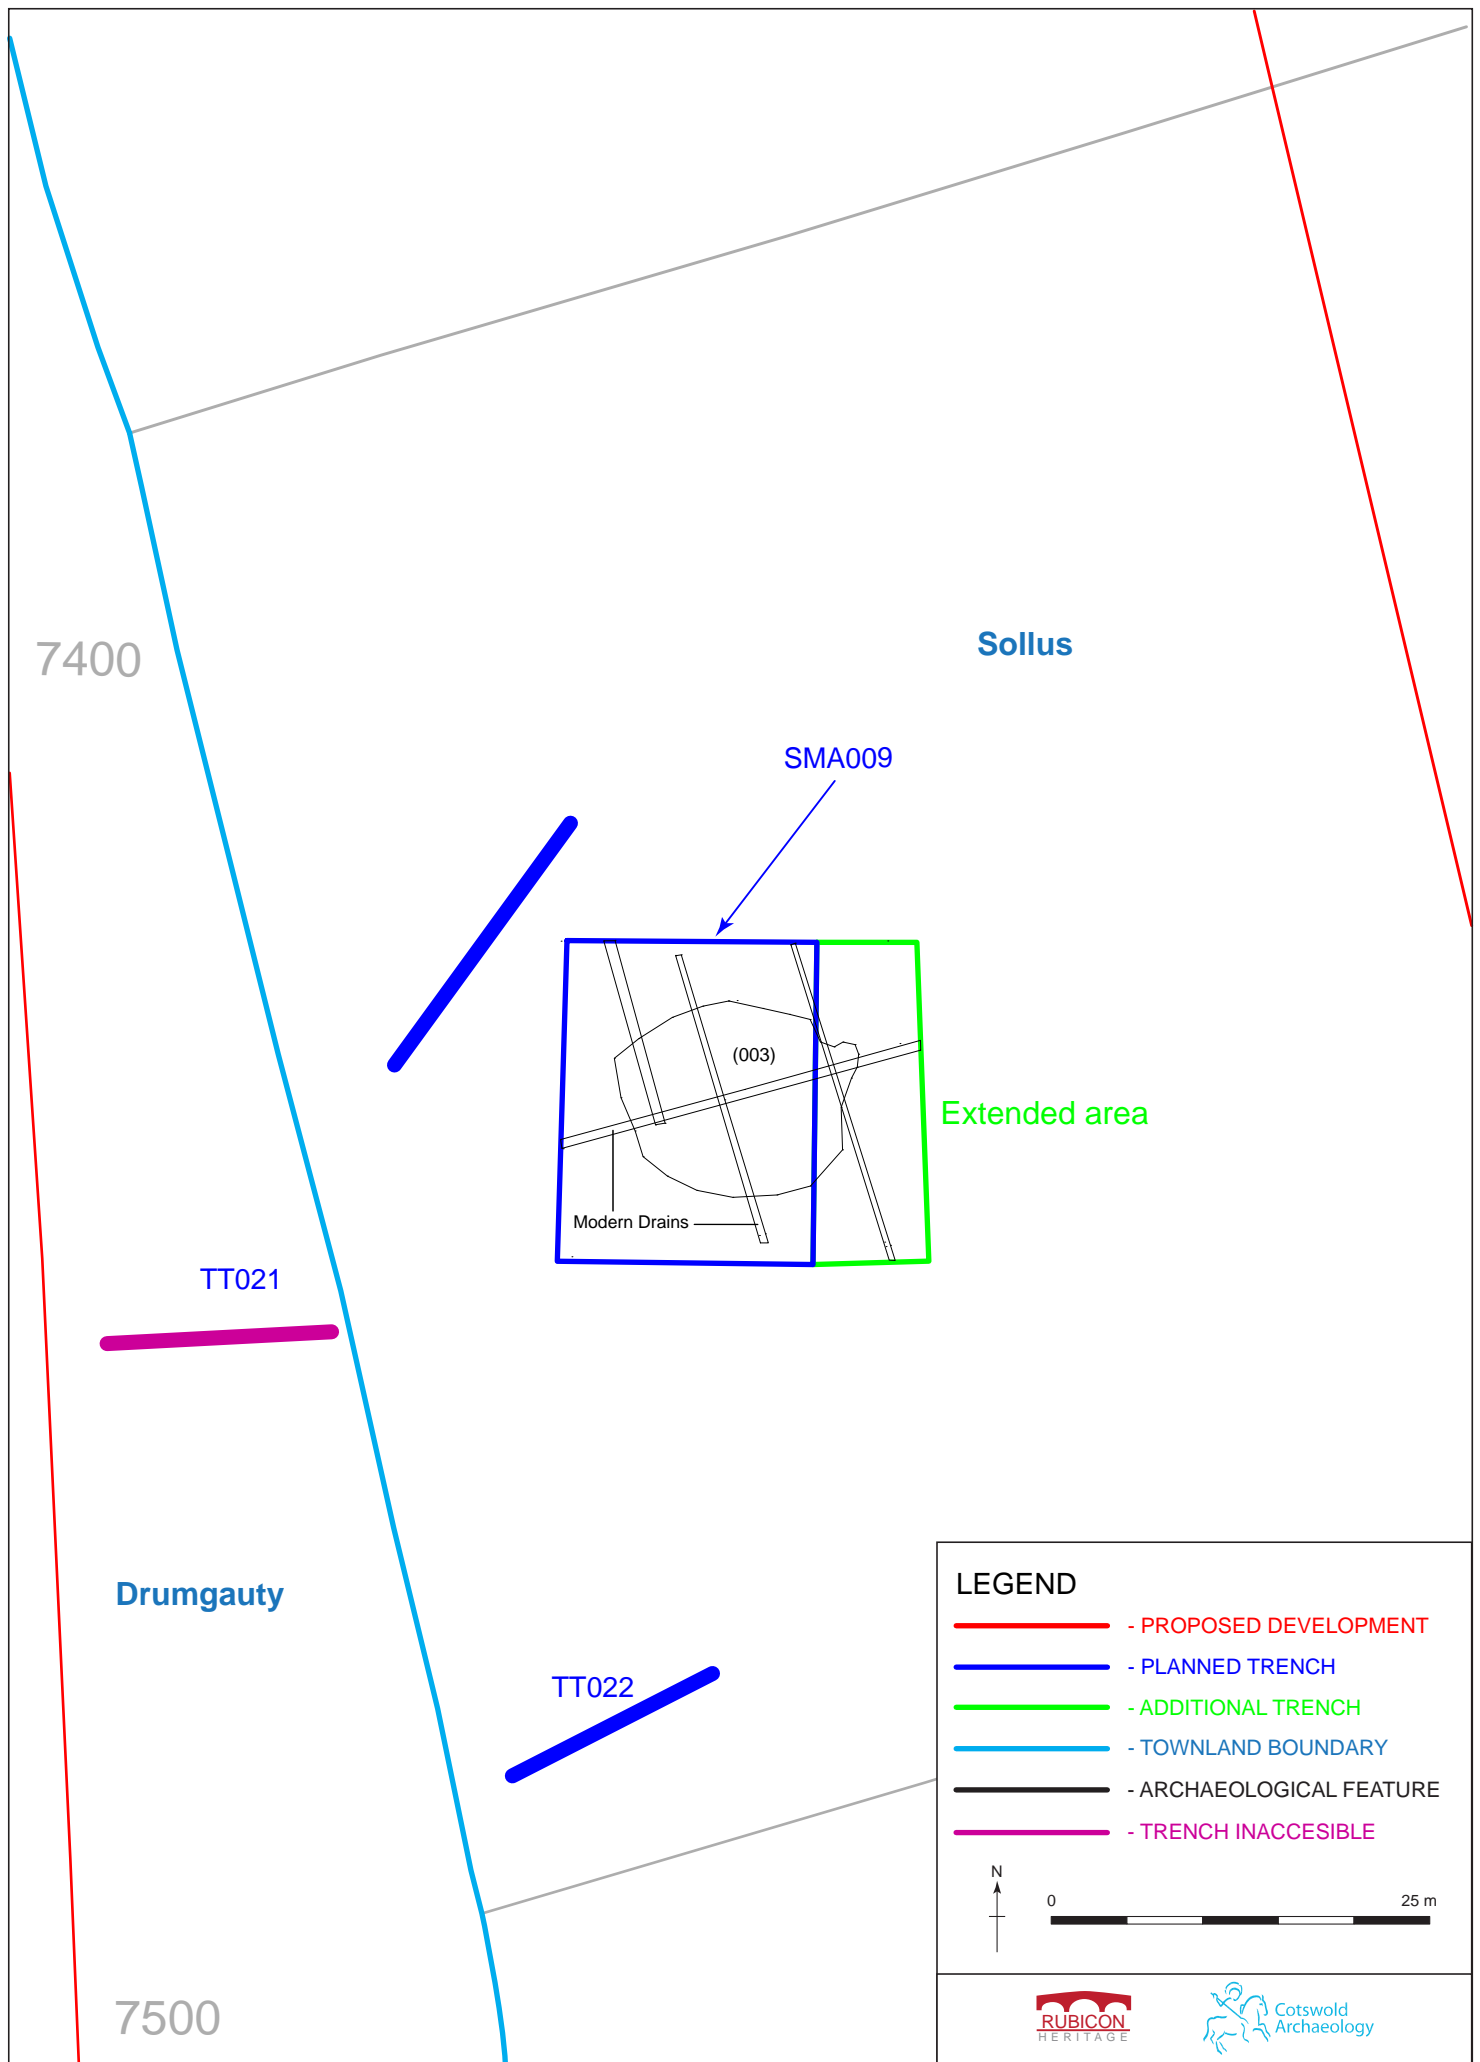 7400
Sollus
SMA009
(003)
Extended area
Modern Drains
TT021
Drumgauty
TT022
7500
LEGEND
- PROPOSED DEVELOPMENT
- PLANNED TRENCH
- ADDITIONAL TRENCH
- TOWNLAND BOUNDARY
- ARCHAEOLOGICAL FEATURE
- TRENCH INACCESIBLE
N
0 25 m
RUBICON
HERITAGE
Cotswold
Archaeology